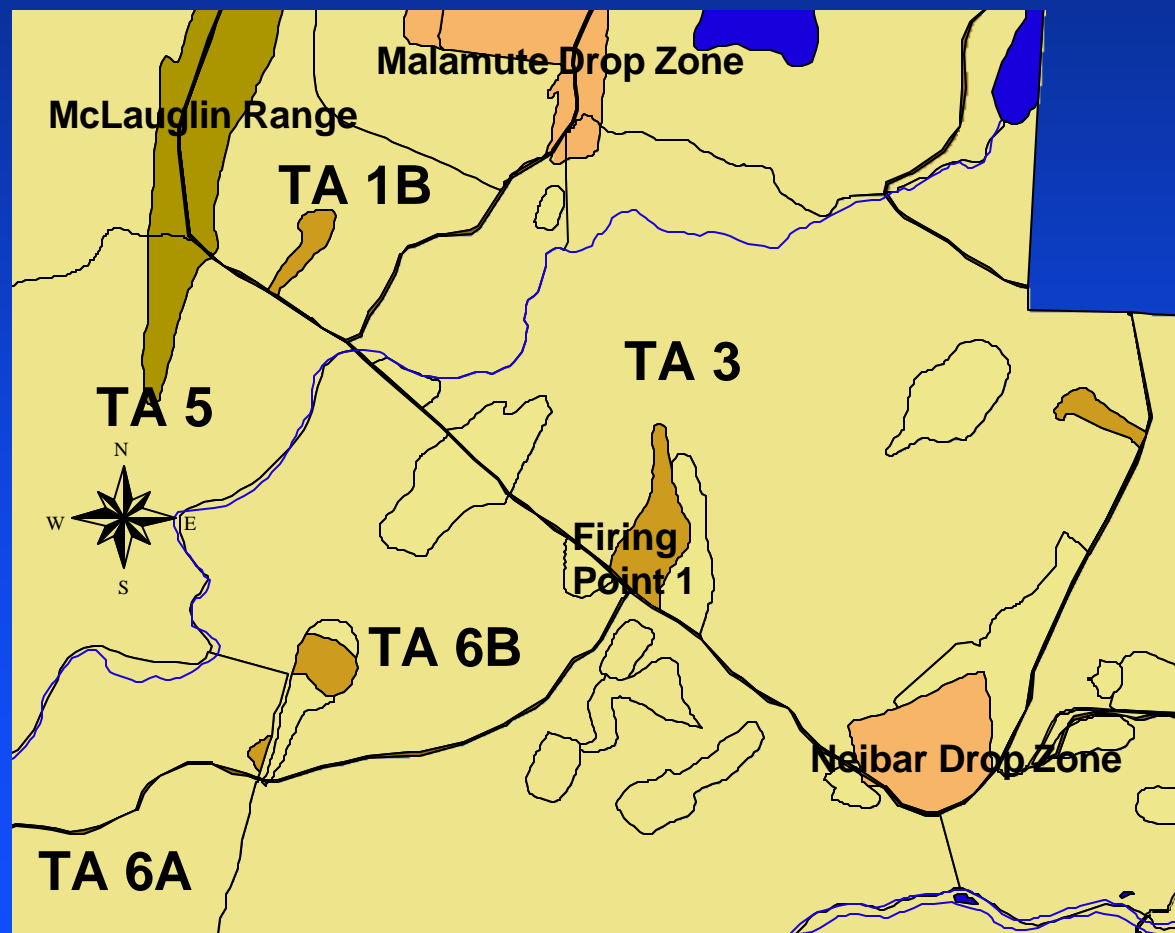 Malamute Drop Zone
McLauglin Range
TA 1B
TA 3
TA 5
N
W
E
S
Firing
Point 1
TA 6B
Neibar Drop Zone
TA 6A